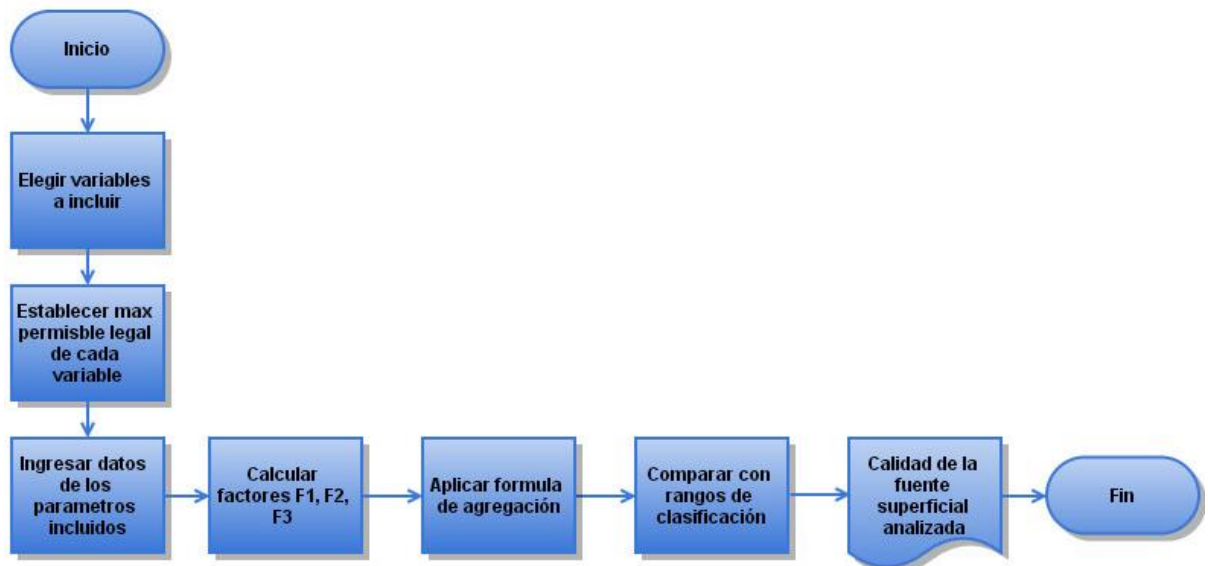 Inicio
Elegir variables
a incluir
Establecer max
permisble legal
de cada
variable
Ingresar datos
de los
parametros
incluidos
Calcular
factores F1, F2,
F3
Aplicar formula
de agregación
Comparar con
rangos de
clasificación
Calidad de la
fuente
superficial
analizada
Fin